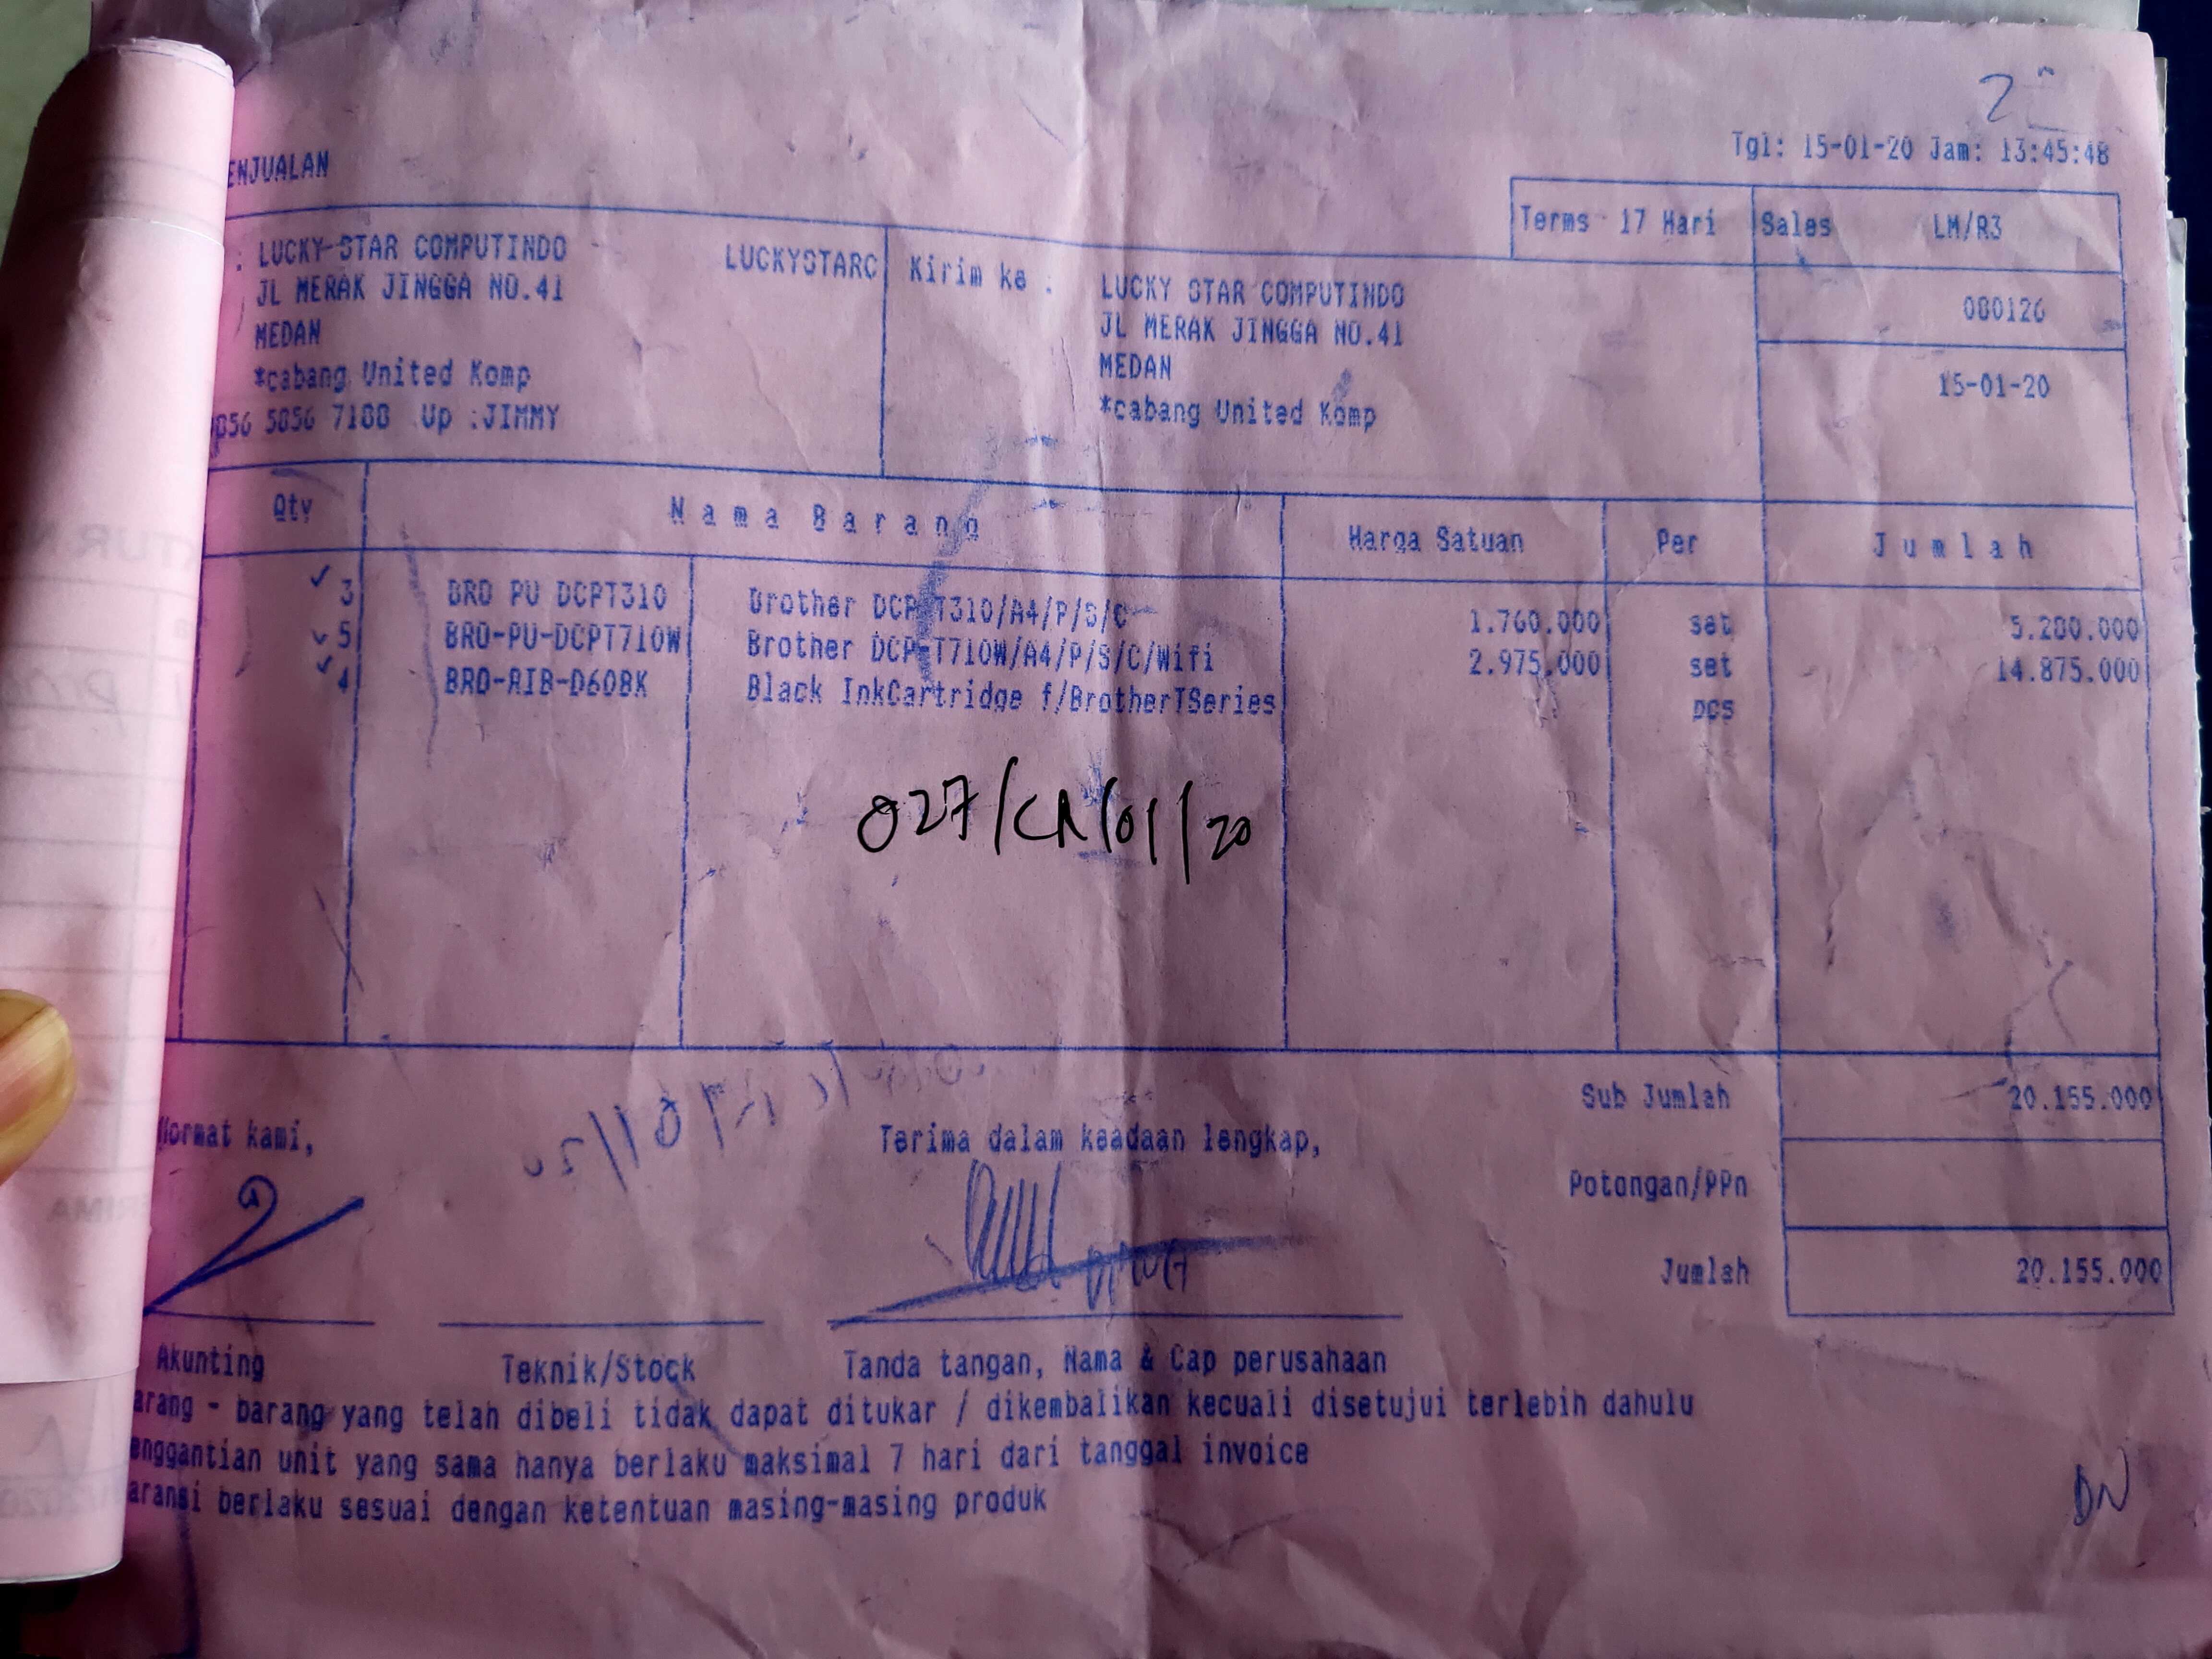 ENJUALAN
Tgl: 15-01-20 Jam: 13:45:48
Terms 17 Hari Sales LM/R3
: LUCKY STAR COMPUTINDO LUCKYSTARC Kirim ke : LUCKY STAR COMPUTINDO
JL MERAK JINGGA NO.41 JL MERAK JINGGA NO.41
MEDAN MEDAN
*cabang United Komp *cabang United Komp
856 5856 7188 Up :JIMMY
080126
15-01-20
Qty Nama Barang Harga Satuan Per Jumlah
3 BRO PU DCPT310 Brother DCP-T310/A4/P/S/C 1.760.000 set 5.280.000
5 BRO-PU-DCPT710W Brother DCP-T710W/A4/P/S/C/Wifi 2.975.000 set 14.875.000
4 BRO-AIB-D60BK Black InkCartridge f/BrotherTSeries pcs
027/CA/01/20
Sub Jumlah 20.155.000
Hormat kami, Terima dalam keadaan lengkap,
Potongan/PPn
Jumlah 20.155.000
Akunting Teknik/Stock Tanda tangan, Nama & Cap perusahaan
arang - barang yang telah dibeli tidak dapat ditukar / dikembalikan kecuali disetujui terlebih dahulu
enggantian unit yang sama hanya berlaku maksimal 7 hari dari tanggal invoice
aransi berlaku sesuai dengan ketentuan masing-masing produk